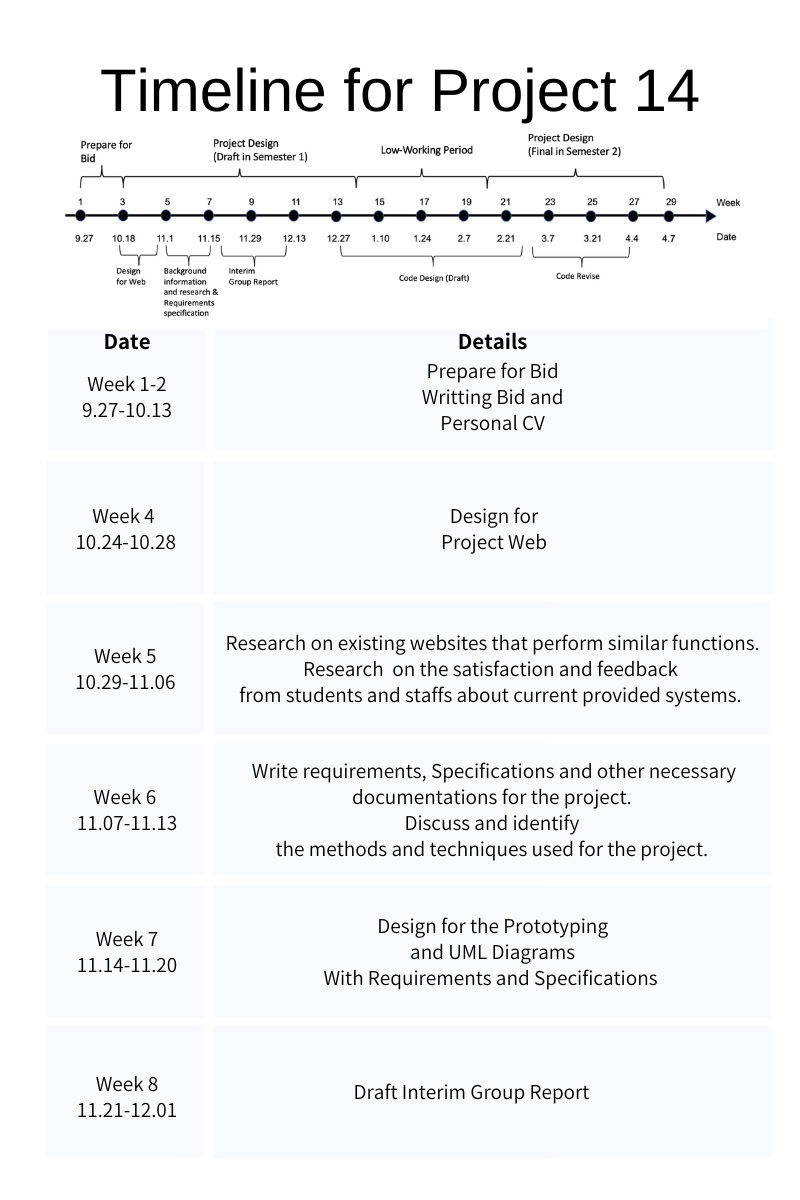 Timeline for Project 14
Prepare for
Bid
Project Design
(Draft in Semester 1)
Low-Working Period
Project Design
(Final in Semester 2)
1 3 5 7 9 11 13 15 17 19 21 23 25 27 29 Week
9.27 10.18 11.1 11.15 11.29 12.13 12.27 1.10 1.24 2.7 2.21 3.7 3.21 4.4 4.7 Date
Design
for Web
Background
information
and research &
Requirements
specification
Interim
Group Report
Code Design (Draft)
Code Revise
Date
Details
Week 1-2
9.27-10.13
Prepare for Bid
Writting Bid and
Personal CV
Week 4
10.24-10.28
Design for
Project Web
Week 5
10.29-11.06
Research on existing websites that perform similar functions.
Research on the satisfaction and feedback
from students and staffs about current provided systems.
Week 6
11.07-11.13
Write requirements, Specifications and other necessary
documentations for the project.
Discuss and identify
the methods and techniques used for the project.
Week 7
11.14-11.20
Design for the Prototyping
and UML Diagrams
With Requirements and Specifications
Week 8
11.21-12.01
Draft Interim Group Report